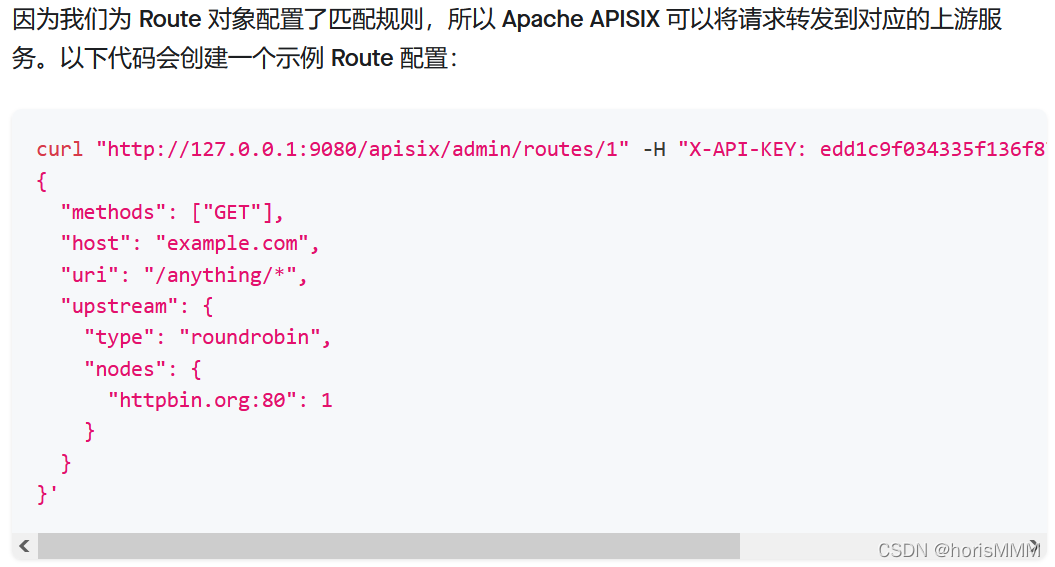 因为我们为 Route 对象配置了匹配规则，所以 Apache APISIX 可以将请求转发到对应的上游服
务。以下代码会创建一个示例 Route 配置：
curl "http://127.0.0.1:9080/apisix/admin/routes/1" -H "X-API-KEY: edd1c9f034335f136f8
{
  "methods": ["GET"],
  "host": "example.com",
  "uri": "/anything/*",
  "upstream": {
    "type": "roundrobin",
    "nodes": {
      "httpbin.org:80": 1
    }
  }
}'
CSDN @horisMMM